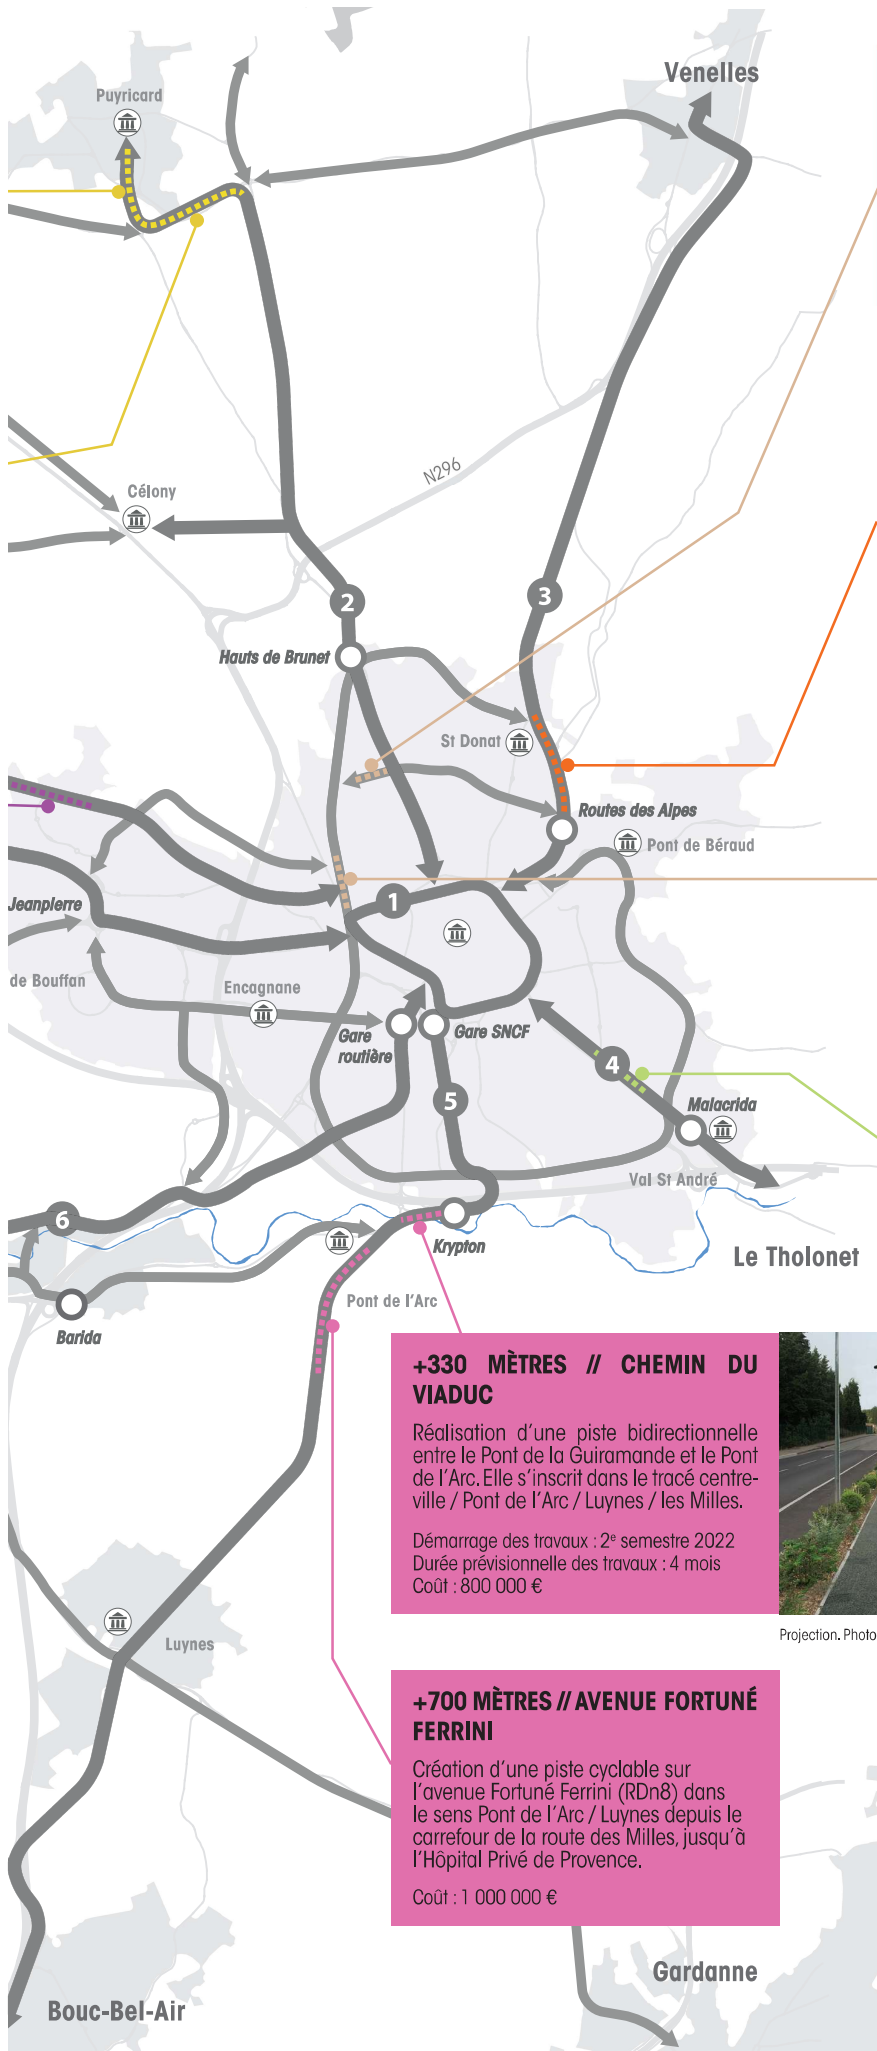 Venelles
Puyricard
N296
Célony
2
3
Hauts de Brunet
St Donat
Routes des Alpes
Pont de Béraud
1
Jeanpierre
de Bouffan
Encagnane
Gare
routière
Gare SNCF
4
5
Malacrida
Val St André
6
Krypton
Le Tholonet
Barida
Pont de l'Arc
+330 MÈTRES // CHEMIN DU
VIADUC
Réalisation d'une piste bidirectionnelle
entre le Pont de la Guiramande et le Pont
de l'Arc. Elle s'inscrit dans le tracé centre-
ville / Pont de l'Arc / Luynes / les Milles.
Démarrage des travaux : 2e semestre 2022
Durée prévisionnelle des travaux : 4 mois
Coût : 800 000 €
Projection. Photo
Luynes
+700 MÈTRES // AVENUE FORTUNÉ
FERRINI
Création d'une piste cyclable sur
l'avenue Fortuné Ferrini (RDn8) dans
le sens Pont de l'Arc / Luynes depuis le
carrefour de la route des Milles, jusqu'à
l'Hôpital Privé de Provence.
Coût : 1 000 000 €
Gardanne
Bouc-Bel-Air